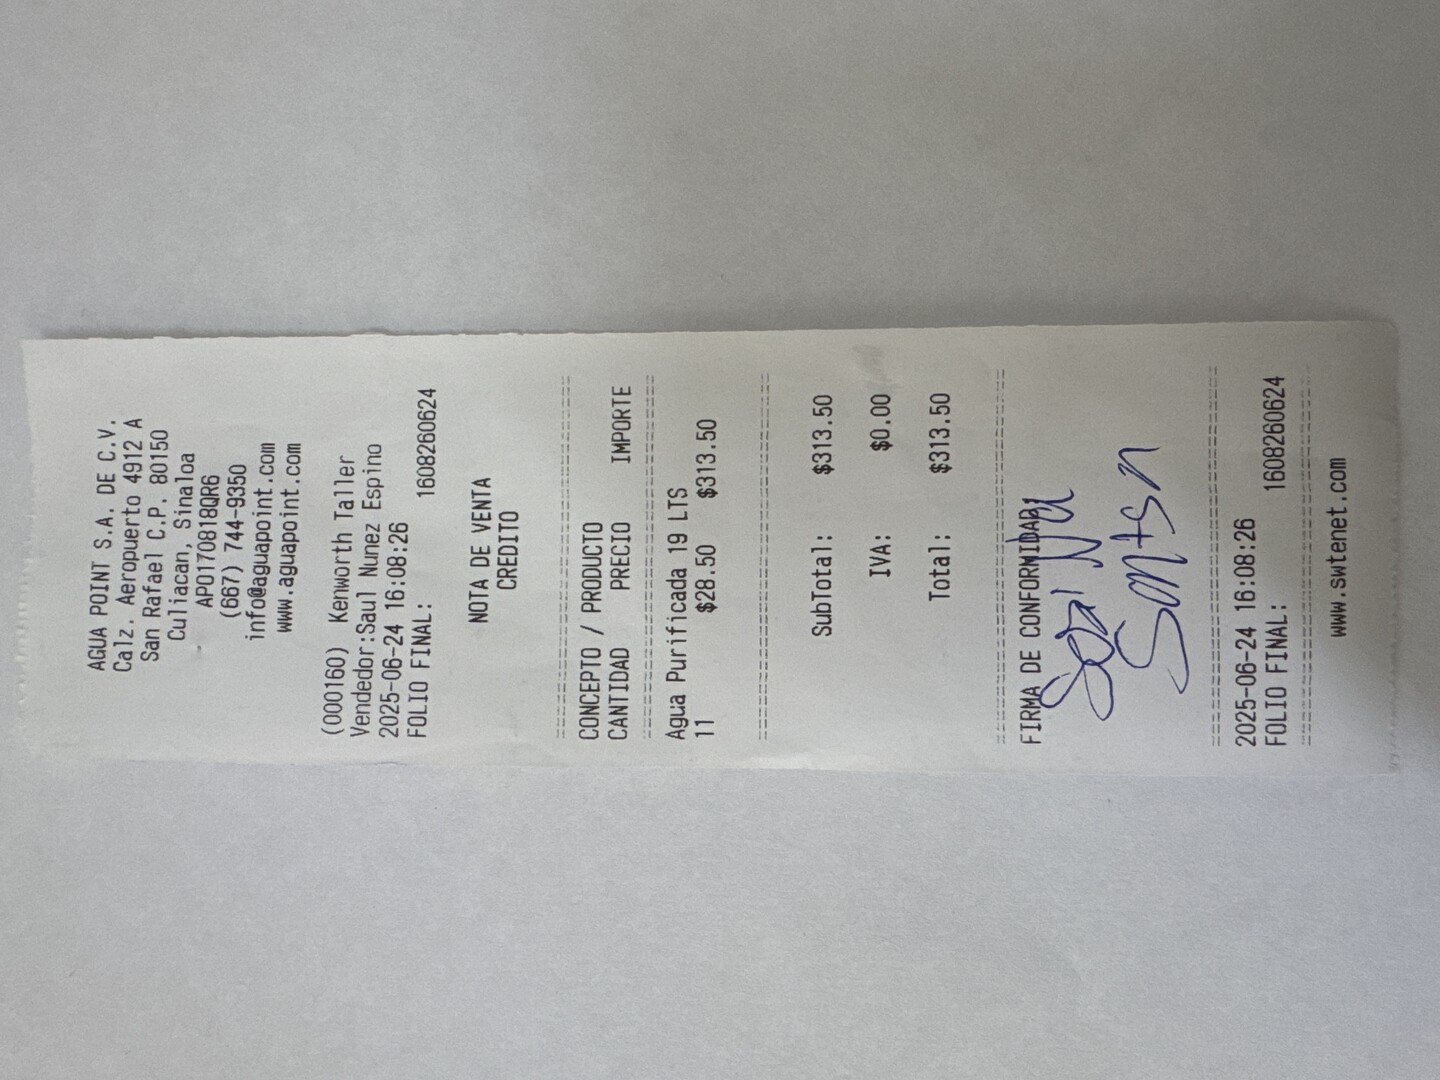 AGUA POINT S.A. DE C.V.
Calz. Aeropuerto 4912 A
San Rafael C.P. 80150
Culiacan, Sinaloa
APO170818QR6
(667) 744-9350
info@aguapoint.com
www.aguapoint.com
(000160) Kenworth Taller
Vendedor:Saul Nunez Espino
2025-06-24 16:08:26
FOLIO FINAL: 1608260624
NOTA DE VENTA
CREDITO
CONCEPTO / PRODUCTO
CANTIDAD PRECIO IMPORTE
Agua Purificada 19 LTS
11 $28.50 $313.50
SubTotal: $313.50
IVA: $0.00
Total: $313.50
FIRMA DE CONFORMIDAD
2025-06-24 16:08:26
FOLIO FINAL: 1608260624
www.swtenet.com